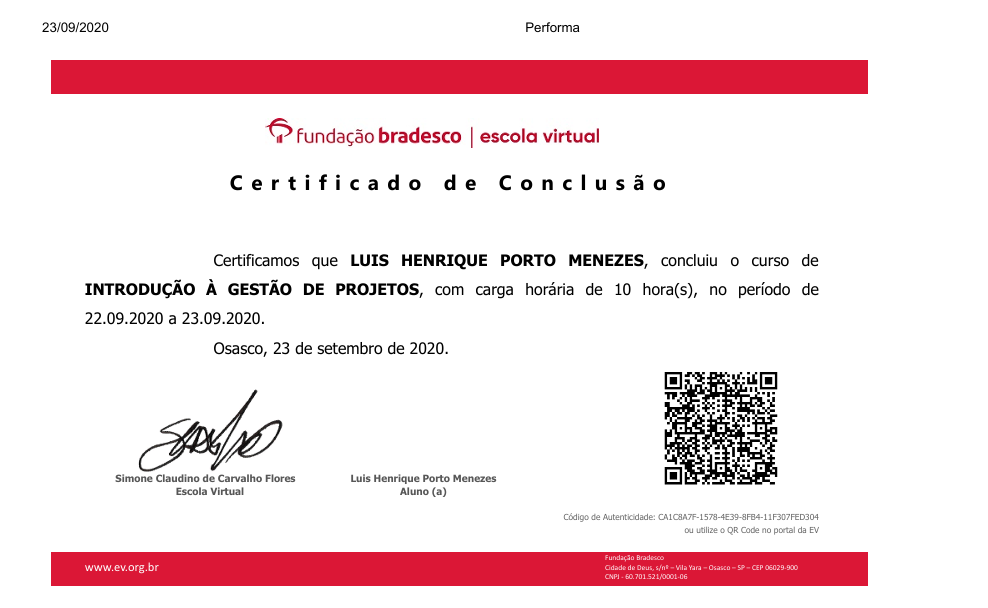 23/09/2020 Performa
fundação bradesco | escola virtual
Certificado de Conclusão
Certificamos que LUIS HENRIQUE PORTO MENEZES, concluiu o curso de
INTRODUÇÃO À GESTÃO DE PROJETOS, com carga horária de 10 hora(s), no período de
22.09.2020 a 23.09.2020.
Osasco, 23 de setembro de 2020.
Simone Claudino de Carvalho Flores
Escola Virtual
Luis Henrique Porto Menezes
Aluno (a)
Código de Autenticidade: CA1C8A7F-1578-4E39-8FB4-11F307FED304
ou utilize o QR Code no portal da EV
www.ev.org.br
Fundação Bradesco
Cidade de Deus, s/nº – Vila Yara – Osasco – SP – CEP 06029-900
CNPJ - 60.701.521/0001-06